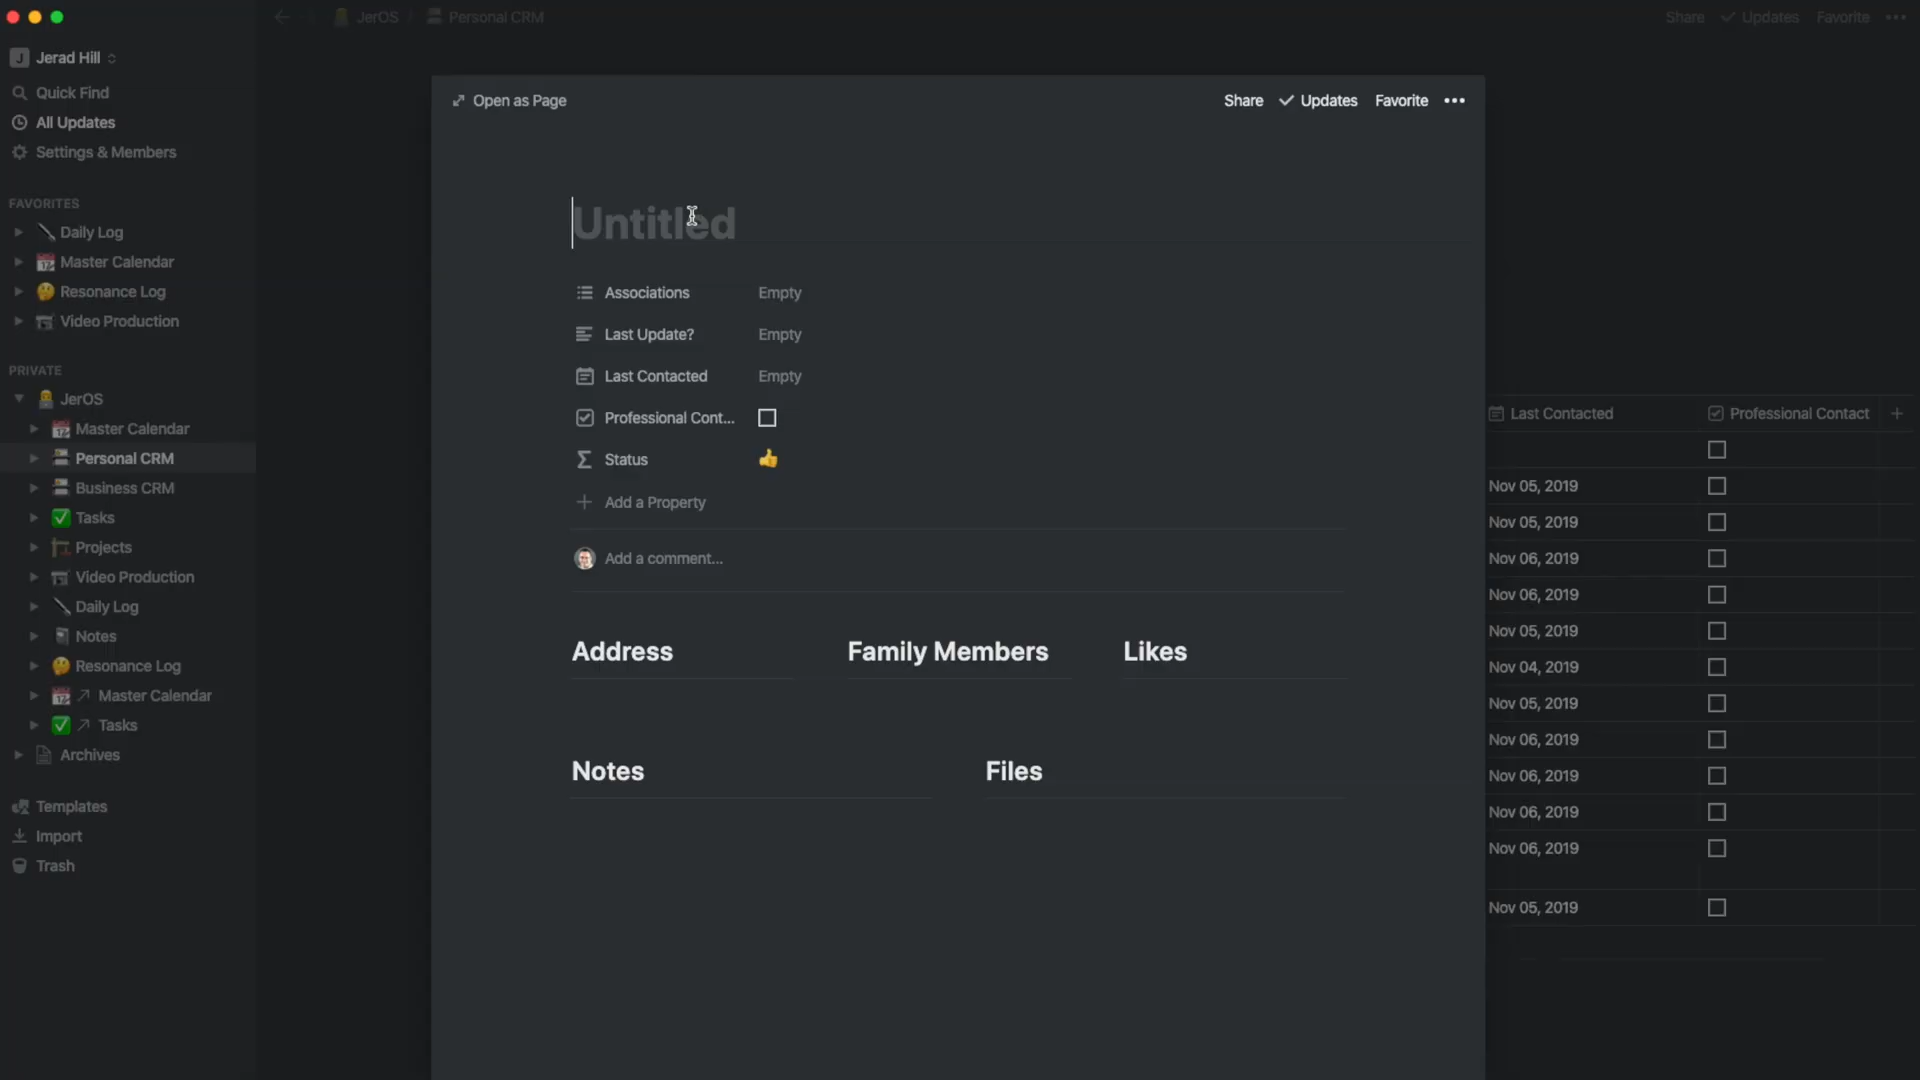 JerOS / Personal CRM
Share Updates Favorite
J Jerad Hill
Quick Find
All Updates
Settings & Members
FAVORITES
Daily Log
Master Calendar
Resonance Log
Video Production
PRIVATE
JerOS
Master Calendar
Personal CRM
Business CRM
Tasks
Projects
Video Production
Daily Log
Notes
Resonance Log
Master Calendar
Tasks
Archives
Templates
Import
Trash
Open as Page
Share Updates Favorite
Untitled
Associations Empty
Last Update? Empty
Last Contacted Empty
Professional Cont...
Status
Add a Property
Add a comment...
Address Family Members Likes
Notes Files
Last Contacted Professional Contact
Nov 05, 2019
Nov 05, 2019
Nov 06, 2019
Nov 06, 2019
Nov 05, 2019
Nov 04, 2019
Nov 05, 2019
Nov 06, 2019
Nov 06, 2019
Nov 06, 2019
Nov 06, 2019
Nov 05, 2019